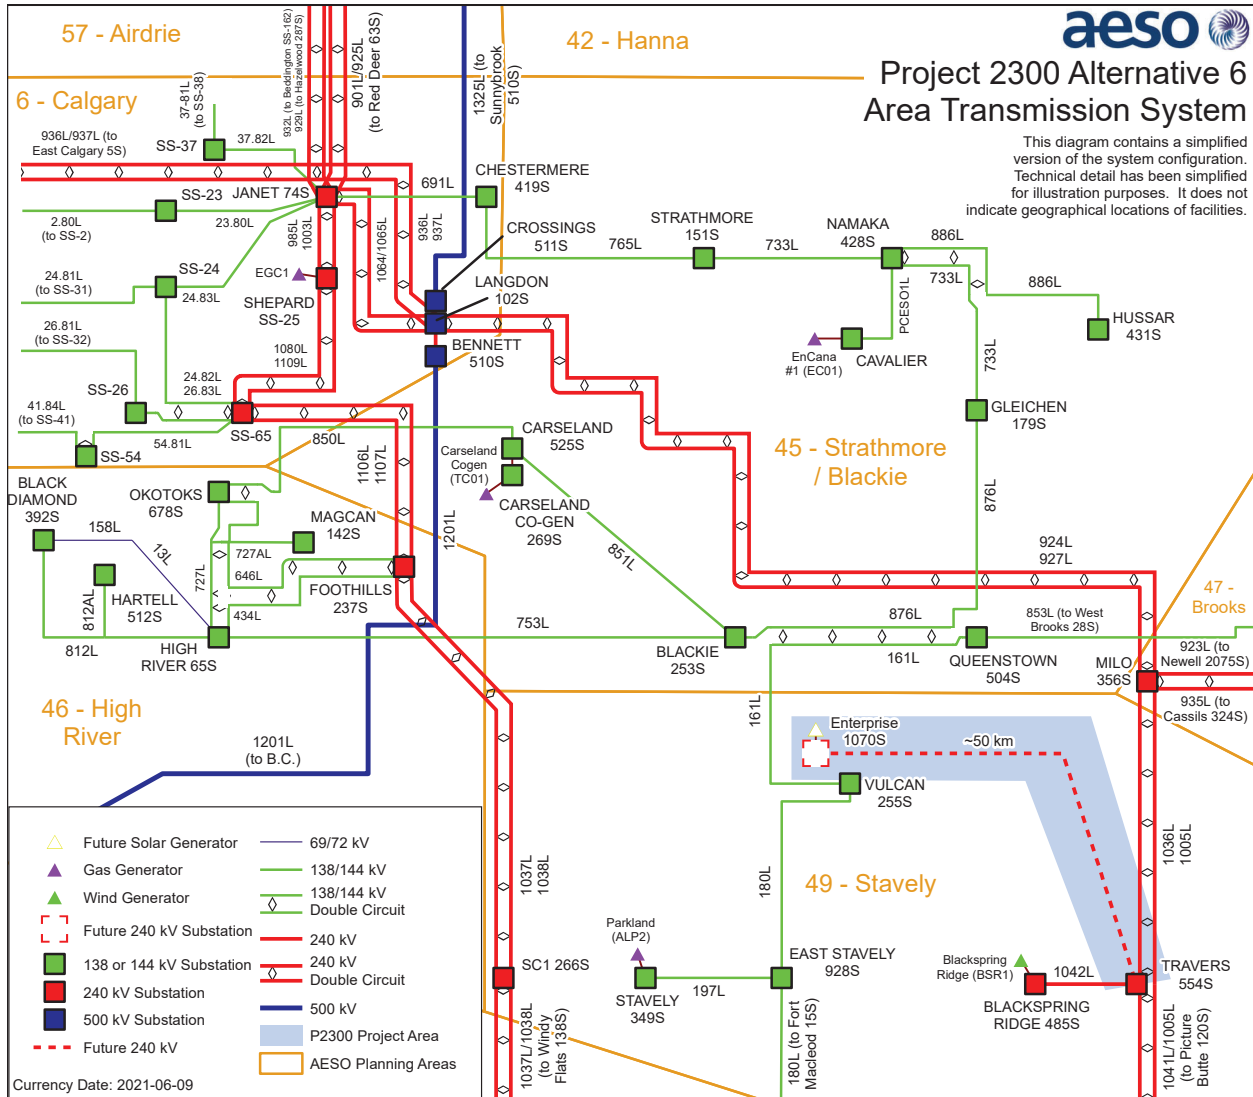 aeso
Project 2300 Alternative 6
Area Transmission System
This diagram contains a simplified
version of the system configuration.
Technical detail has been simplified
for illustration purposes. It does not
indicate geographical locations of facilities.
57 - Airdrie
42 - Hanna
6 - Calgary
37-81L
(to SS-38)
932L (to Beddington SS-162)
929L (to Hazelwood 287S)
901L/925L
(to Red Deer 63S)
1325L (to
Sunnybrook
510S)
936L/937L (to
East Calgary 5S)
SS-37
37.82L
SS-23
JANET 74S
2.80L
(to SS-2)
23.80L
691L
CHESTERMERE
419S
936L
937L
CROSSINGS
511S
985L
1003L
1064/1065L
STRATHMORE
151S
765L
733L
NAMAKA
428S
886L
733L
886L
HUSSAR
431S
24.81L
(to SS-31)
SS-24
24.83L
EGC1
SHEPARD
SS-25
LANGDON
102S
BENNETT
510S
PCESO1L
EnCana
#1 (EC01)
CAVALIER
733L
26.81L
(to SS-32)
1080L
1109L
24.82L
26.83L
SS-26
41.84L
(to SS-41)
SS-65
54.81L
SS-54
GLEICHEN
179S
45 - Strathmore
/ Blackie
850L
CARSELAND
525S
Carseland
Cogen
(TC01)
CARSELAND
CO-GEN
269S
1106L
1107L
1201L
BLACK
DIAMOND
392S
OKOTOKS
678S
MAGCAN
142S
158L
13L
727AL
727L
646L
434L
FOOTHILLS
237S
HARTELL
512S
812AL
812L
HIGH
RIVER 65S
753L
851L
876L
924L
927L
47 -
Brooks
876L
853L (to West
Brooks 28S)
BLACKIE
253S
161L
QUEENSTOWN
504S
MILO
356S
923L (to
Newell 2075S)
935L (to
Cassils 324S)
46 - High
River
1201L
(to B.C.)
161L
Enterprise
1070S
~50 km
VULCAN
255S
1036L
1005L
1037L
1038L
180L
49 - Stavely
Parkland
(ALP2)
SC1 266S
STAVELY
349S
197L
EAST STAVELY
928S
Blackspring
Ridge (BSR1)
1042L
BLACKSPRING
RIDGE 485S
TRAVERS
554S
1037L/1038L
(to Windy
Flats 138S)
180L (to Fort
Macleod 15S)
1041L/1005L
(to Picture
Butte 120S)
Future Solar Generator
Gas Generator
Wind Generator
Future 240 kV Substation
138 or 144 kV Substation
240 kV Substation
500 kV Substation
Future 240 kV
69/72 kV
138/144 kV
138/144 kV
Double Circuit
240 kV
240 kV
Double Circuit
500 kV
P2300 Project Area
AESO Planning Areas
Currency Date: 2021-06-09